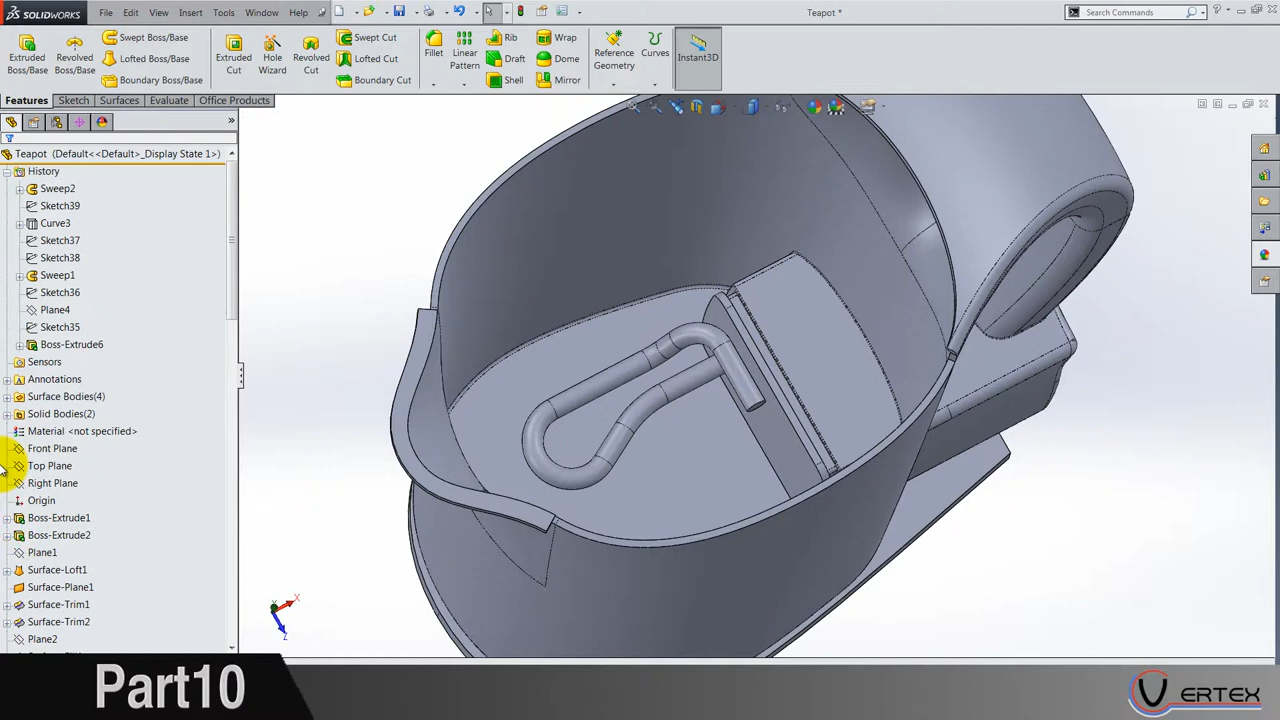 SOLIDWORKS File Edit View Insert Tools Window Help Teapot * Search Commands
Extruded Boss/Base
Revolved Boss/Base
Swept Boss/Base
Lofted Boss/Base
Boundary Boss/Base
Extruded Cut
Hole Wizard
Revolved Cut
Swept Cut
Lofted Cut
Boundary Cut
Fillet
Linear Pattern
Rib
Draft
Shell
Wrap
Dome
Mirror
Reference Geometry
Curves
Instant3D
Features Sketch Surfaces Evaluate Office Products
Teapot (Default<<Default>_Display State 1>)
History
Sweep2
Sketch39
Curve3
Sketch37
Sketch38
Sweep1
Sketch36
Plane4
Sketch35
Boss-Extrude6
Sensors
Annotations
Surface Bodies(4)
Solid Bodies(2)
Material <not specified>
Front Plane
Top Plane
Right Plane
Origin
Boss-Extrude1
Boss-Extrude2
Plane1
Surface-Loft1
Surface-Plane1
Surface-Trim1
Surface-Trim2
Plane2
X
Z
Part10
VERTEX